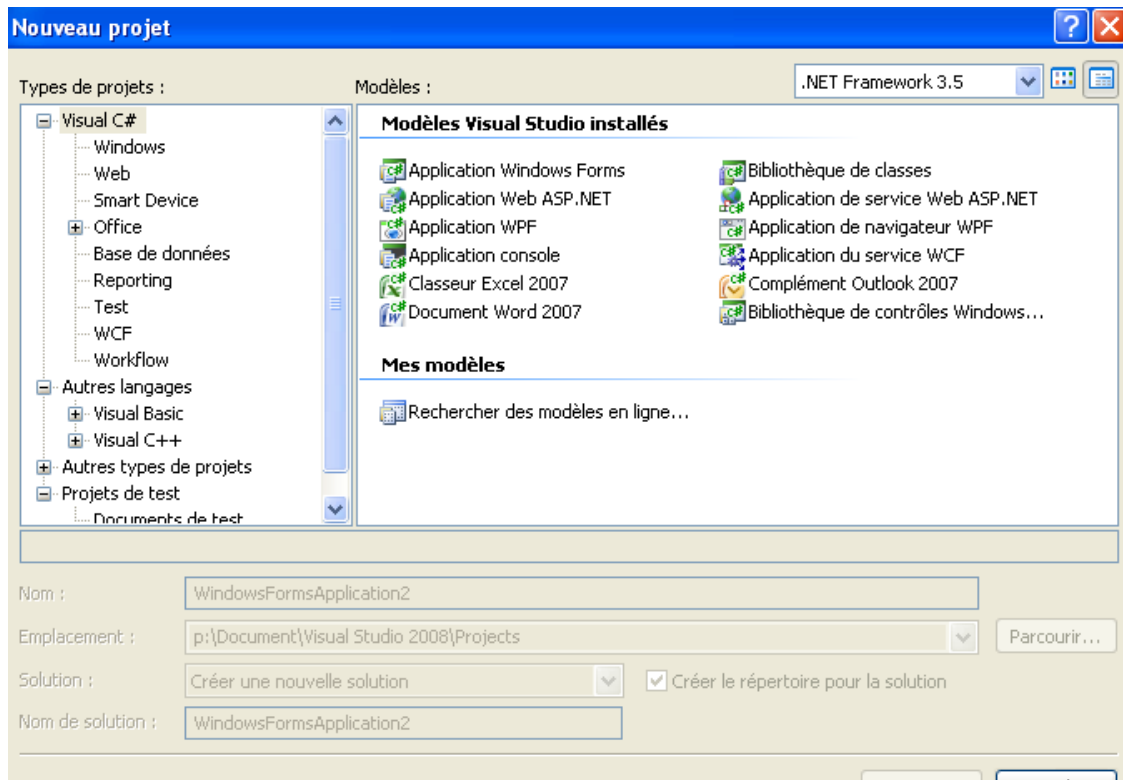 Nouveau projet
Types de projets :
Modèles :
.NET Framework 3.5
Visual C#
Windows
Web
Smart Device
Office
Base de données
Reporting
Test
WCF
Workflow
Autres langages
Visual Basic
Visual C++
Autres types de projets
Projets de test
Documents de test
Modèles Visual Studio installés
Application Windows Forms
Bibliothèque de classes
Application Web ASP.NET
Application de service Web ASP.NET
Application WPF
Application de navigateur WPF
Application console
Application du service WCF
Classeur Excel 2007
Complément Outlook 2007
Document Word 2007
Bibliothèque de contrôles Windows...
Mes modèles
Rechercher des modèles en ligne...
Nom :
WindowsFormsApplication2
Emplacement :
p:\Document\Visual Studio 2008\Projects
Parcourir...
Solution :
Créer une nouvelle solution
Créer le répertoire pour la solution
Nom de solution :
WindowsFormsApplication2